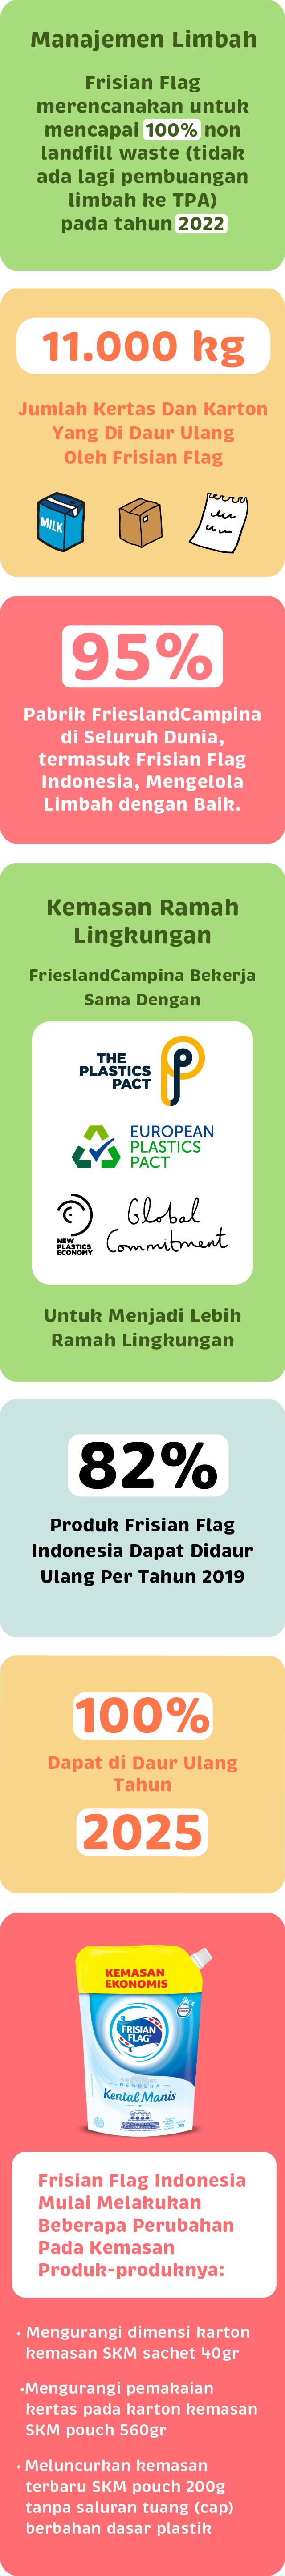 Manajemen Limbah
Frisian Flag
merencanakan untuk
mencapai 100% non
landfill waste (tidak
ada lagi pembuangan
limbah ke TPA)
pada tahun 2022
11.000 kg
Jumlah Kertas Dan Karton
Yang Di Daur Ulang
Oleh Frisian Flag
MILK
95%
Pabrik FrieslandCampina
di Seluruh Dunia,
termasuk Frisian Flag
Indonesia, Mengelola
Limbah dengan Baik.
Kemasan Ramah
Lingkungan
FrieslandCampina Bekerja
Sama Dengan
THE
PLASTICS
PACT
EUROPEAN
PLASTICS
PACT
NEW
PLASTICS
ECONOMY
Global
Commitment
Untuk Menjadi Lebih
Ramah Lingkungan
82%
Produk Frisian Flag
Indonesia Dapat Didaur
Ulang Per Tahun 2019
100%
Dapat di Daur Ulang
Tahun
2025
KEMASAN
EKONOMIS
FRISIAN
FLAG
BENDERA
Kental Manis
Frisian Flag Indonesia
Mulai Melakukan
Beberapa Perubahan
Pada Kemasan
Produk-produknya:
• Mengurangi dimensi karton
kemasan SKM sachet 40gr
•Mengurangi pemakaian
kertas pada karton kemasan
SKM pouch 560gr
• Meluncurkan kemasan
terbaru SKM pouch 200g
tanpa saluran tuang (cap)
berbahan dasar plastik